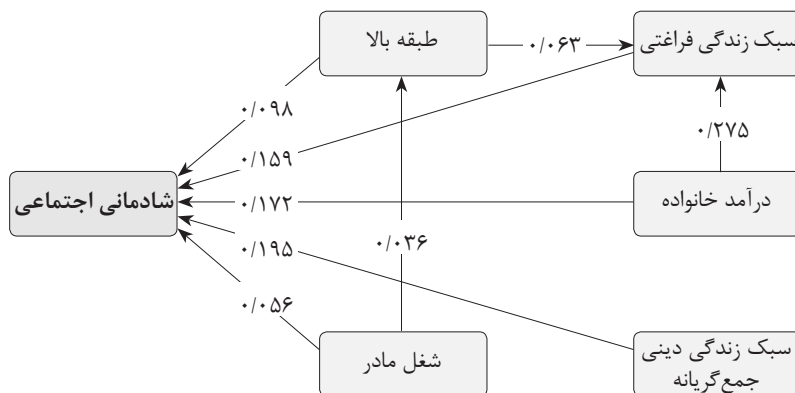 سبک زندگی فراغتی
۰/۰۶۳
طبقه بالا
۰/۰۹۸
۰/۲۷۵
۰/۱۵۹
درآمد خانواده
۰/۱۷۲
شادمانی اجتماعی
۰/۰۳۶
۰/۱۹۵
۰/۰۵۶
سبک زندگی دینی
جمع‌گریانه
شغل مادر